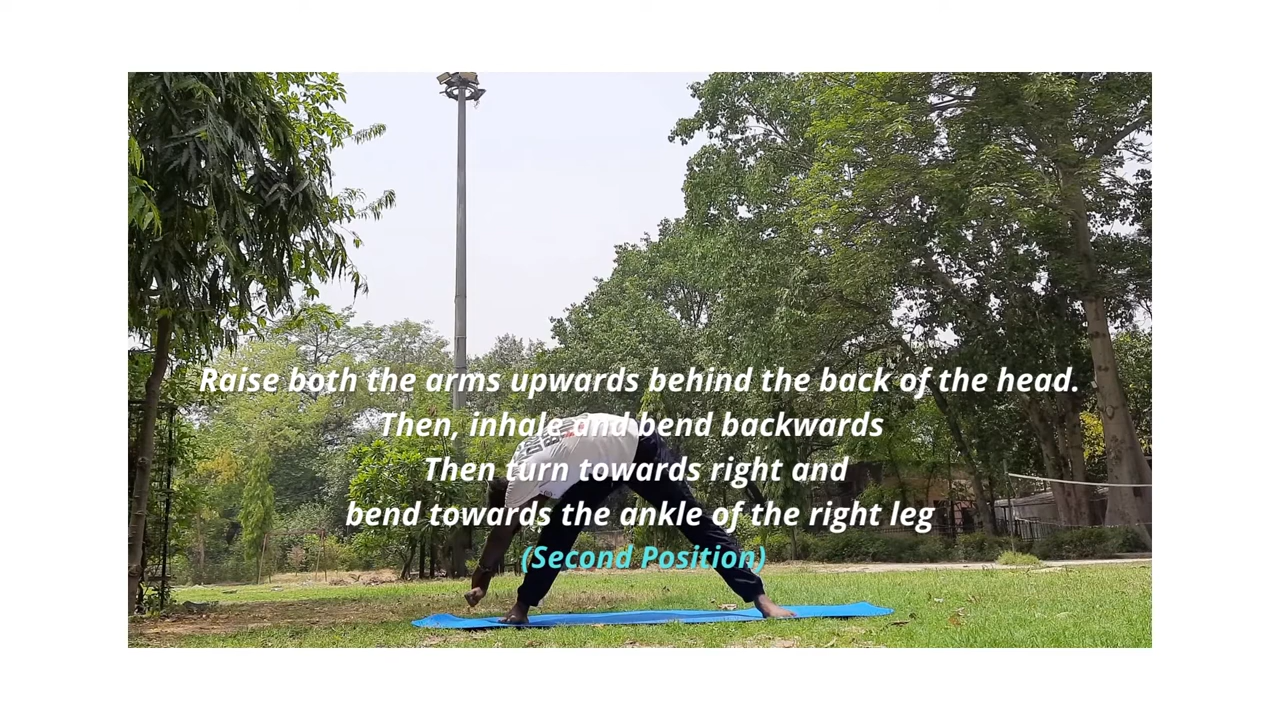 Raise both the arms upwards behind the back of the head.
Then, inhale and bend backwards
Then turn towards right and
bend towards the ankle of the right leg
(Second Position)